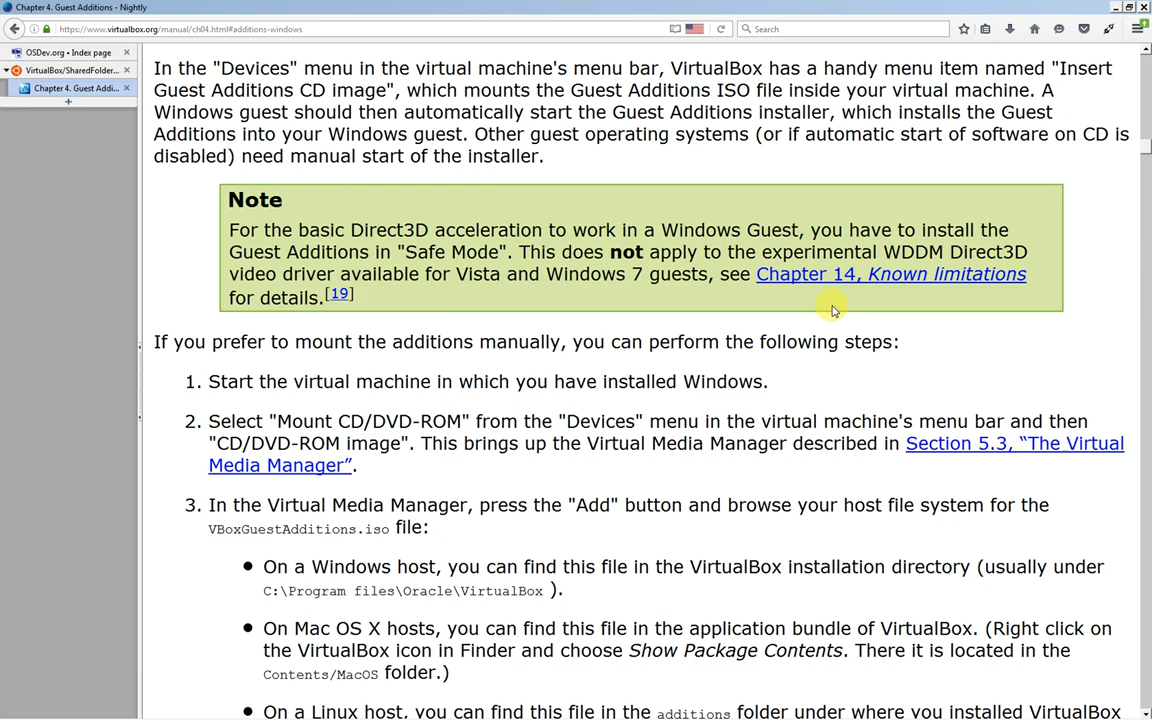 Chapter 4. Guest Additions - Nightly
https://www.virtualbox.org/manual/ch04.html#additions-windows
Search
OSDev.org • Index page
VirtualBox/SharedFolder...
Chapter 4. Guest Additi...
In the "Devices" menu in the virtual machine's menu bar, VirtualBox has a handy menu item named "Insert
Guest Additions CD image", which mounts the Guest Additions ISO file inside your virtual machine. A
Windows guest should then automatically start the Guest Additions installer, which installs the Guest
Additions into your Windows guest. Other guest operating systems (or if automatic start of software on CD is
disabled) need manual start of the installer.
Note
For the basic Direct3D acceleration to work in a Windows Guest, you have to install the
Guest Additions in "Safe Mode". This does not apply to the experimental WDDM Direct3D
video driver available for Vista and Windows 7 guests, see Chapter 14, Known limitations
for details.[19]
If you prefer to mount the additions manually, you can perform the following steps:
1. Start the virtual machine in which you have installed Windows.
2. Select "Mount CD/DVD-ROM" from the "Devices" menu in the virtual machine's menu bar and then
"CD/DVD-ROM image". This brings up the Virtual Media Manager described in Section 5.3, “The Virtual
Media Manager”.
3. In the Virtual Media Manager, press the "Add" button and browse your host file system for the
VBoxGuestAdditions.iso file:
• On a Windows host, you can find this file in the VirtualBox installation directory (usually under
C:\Program files\Oracle\VirtualBox ).
• On Mac OS X hosts, you can find this file in the application bundle of VirtualBox. (Right click on
the VirtualBox icon in Finder and choose Show Package Contents. There it is located in the
Contents/MacOS folder.)
• On a Linux host, you can find this file in the additions folder under where you installed VirtualBox